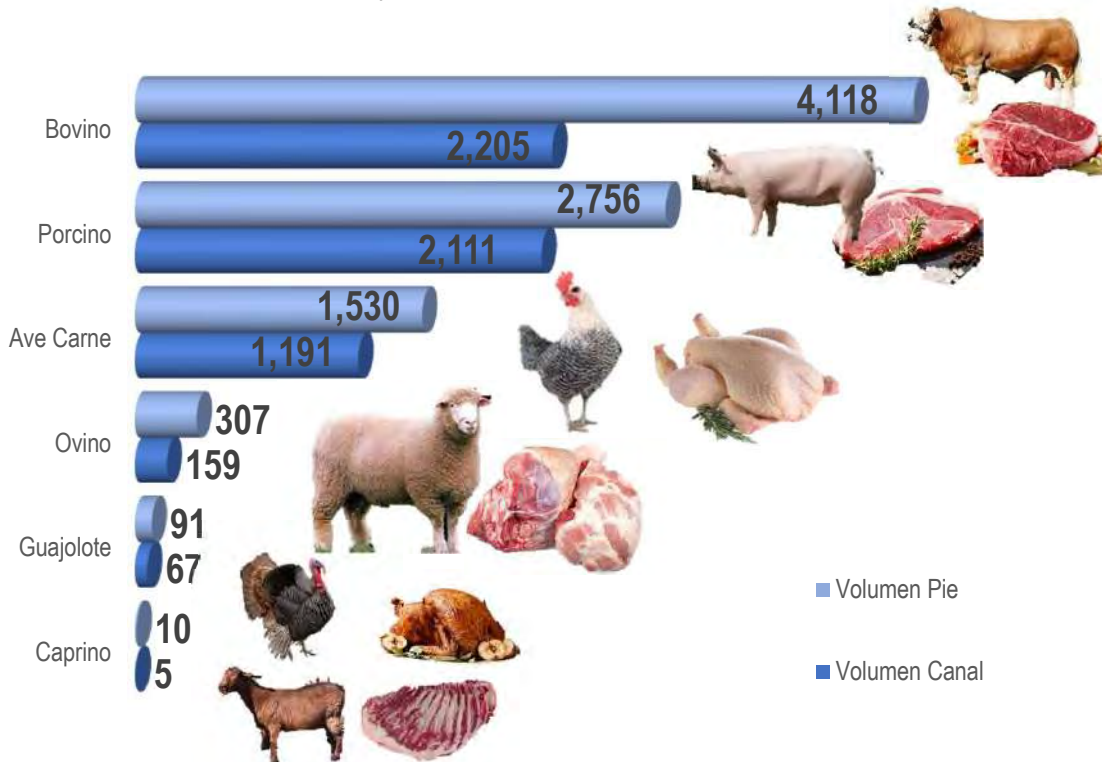 Bovino
4,118
2,205
Porcino
2,756
2,111
Ave Carne
1,530
1,191
Ovino
307
159
Guajolote
91
67
Caprino
10
5
Volumen Pie
Volumen Canal